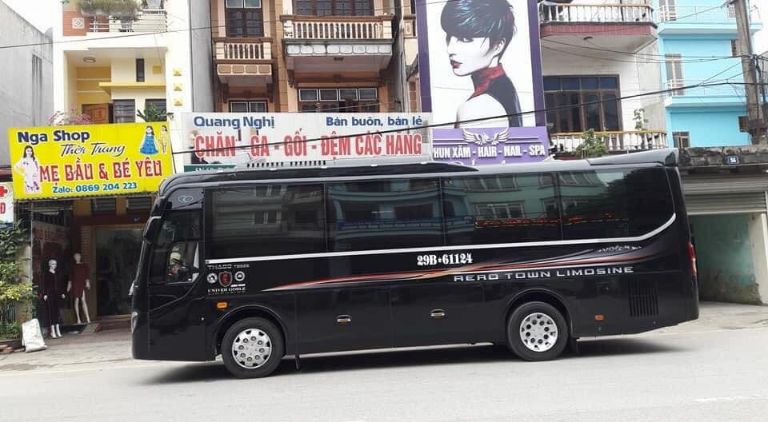 Nga Shop
Thời Trang
MẸ BẦU & BÉ YÊU
Zalo: 0869 204 223
Quang Nghị
Bán buôn, bán lẻ
CHĂN - GA - GỐI - ĐỆM CÁC HÃNG
PHUN XĂM - HAIR - NAIL - SPA
THACO
29B-61124
AERO TOWN LIMOSINE